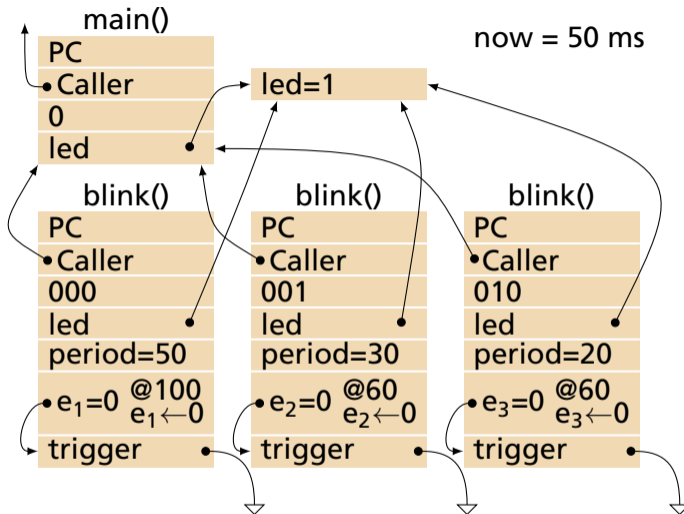 main()
PC
Caller
0
led
led=1
now = 50 ms
blink()
PC
Caller
000
led
period=50
e₁=0 @100
e₁←0
trigger
blink()
PC
Caller
001
led
period=30
e₂=0 @60
e₂←0
trigger
blink()
PC
Caller
010
led
period=20
e₃=0 @60
e₃←0
trigger